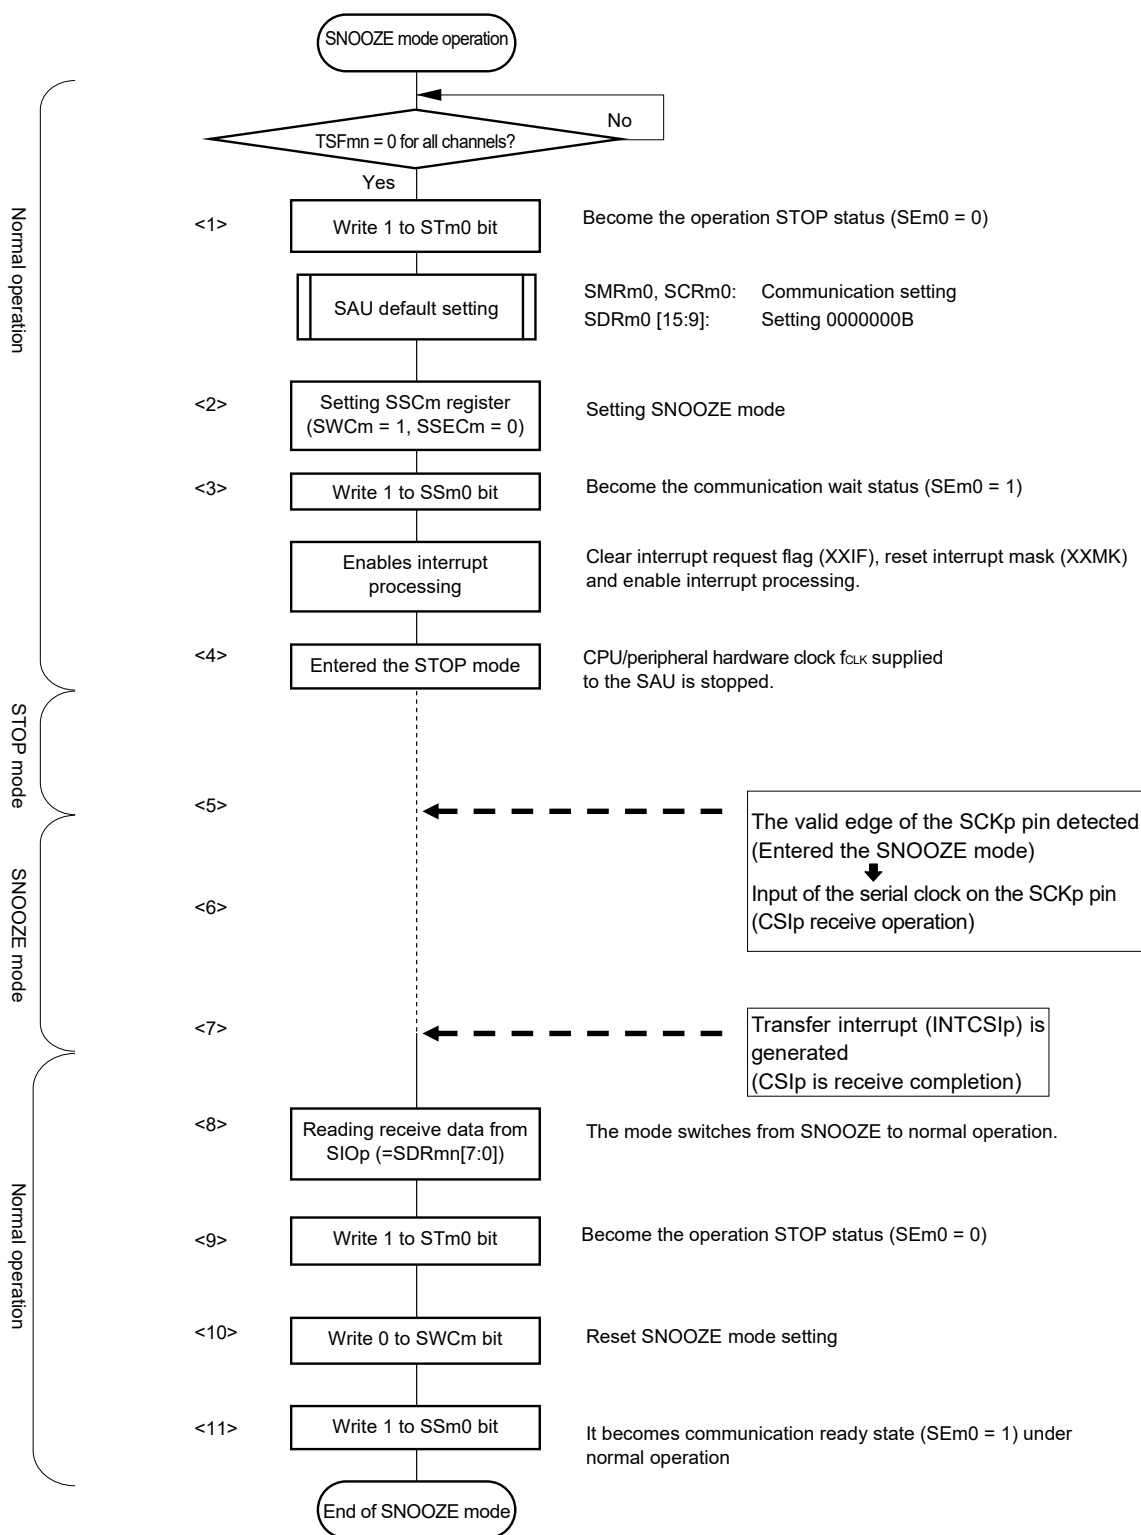 SNOOZE mode operation
No
TSFmn = 0 for all channels?
Yes
Normal operation
<1>
Write 1 to STm0 bit
Become the operation STOP status (SEm0 = 0)
SAU default setting
SMRm0, SCRm0: Communication setting
SDRm0 [15:9]: Setting 0000000B
<2>
Setting SSCm register
(SWCm = 1, SSECm = 0)
Setting SNOOZE mode
<3>
Write 1 to SSm0 bit
Become the communication wait status (SEm0 = 1)
Enables interrupt
processing
Clear interrupt request flag (XXIF), reset interrupt mask (XXMK)
and enable interrupt processing.
<4>
Entered the STOP mode
CPU/peripheral hardware clock fCLK supplied
to the SAU is stopped.
STOP mode
<5>
The valid edge of the SCKp pin detected
(Entered the SNOOZE mode)
Input of the serial clock on the SCKp pin
(CSIp receive operation)
SNOOZE mode
<6>
<7>
Transfer interrupt (INTCSIp) is
generated
(CSIp is receive completion)
Normal operation
<8>
Reading receive data from
SIOp (=SDRmn[7:0])
The mode switches from SNOOZE to normal operation.
<9>
Write 1 to STm0 bit
Become the operation STOP status (SEm0 = 0)
<10>
Write 0 to SWCm bit
Reset SNOOZE mode setting
<11>
Write 1 to SSm0 bit
It becomes communication ready state (SEm0 = 1) under
normal operation
End of SNOOZE mode